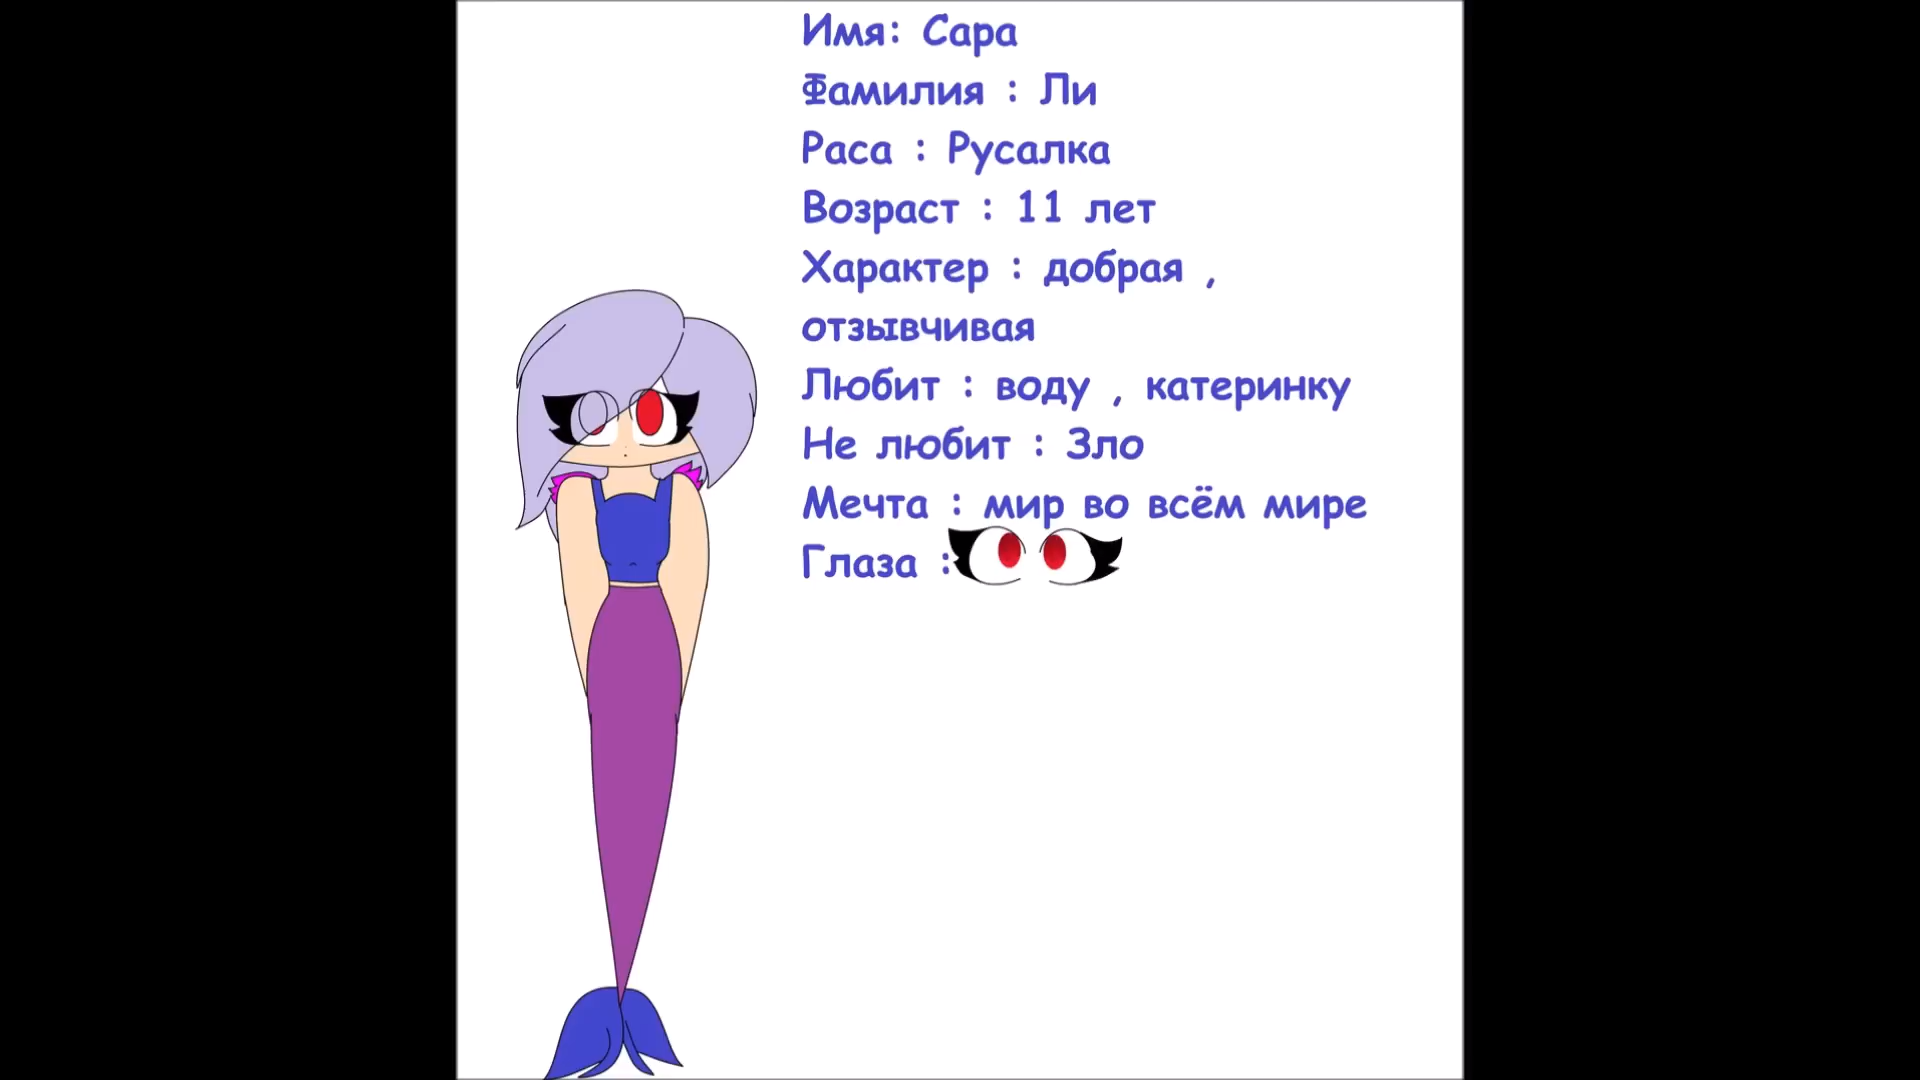 Имя: Сара
Фамилия : Ли
Раса : Русалка
Возраст : 11 лет
Характер : добрая ,
отзывчивая
Любит : воду , катеринку
Не любит : Зло
Мечта : мир во всём мире
Глаза :